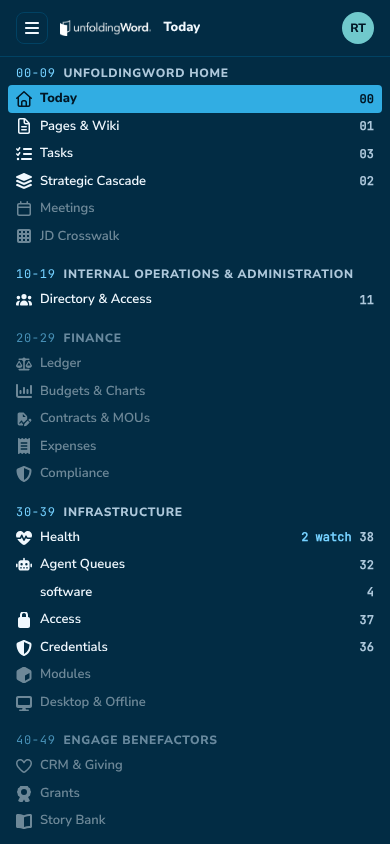 unfoldingWord. Today RT
00-09 UNFOLDINGWORD HOME
Today 00
Pages & Wiki 01
Tasks 03
Strategic Cascade 02
Meetings
JD Crosswalk
10-19 INTERNAL OPERATIONS & ADMINISTRATION
Directory & Access 11
20-29 FINANCE
Ledger
Budgets & Charts
Contracts & MOUs
Expenses
Compliance
30-39 INFRASTRUCTURE
Health 2 watch 38
Agent Queues 32
software 4
Access 37
Credentials 36
Modules
Desktop & Offline
40-49 ENGAGE BENEFACTORS
CRM & Giving
Grants
Story Bank